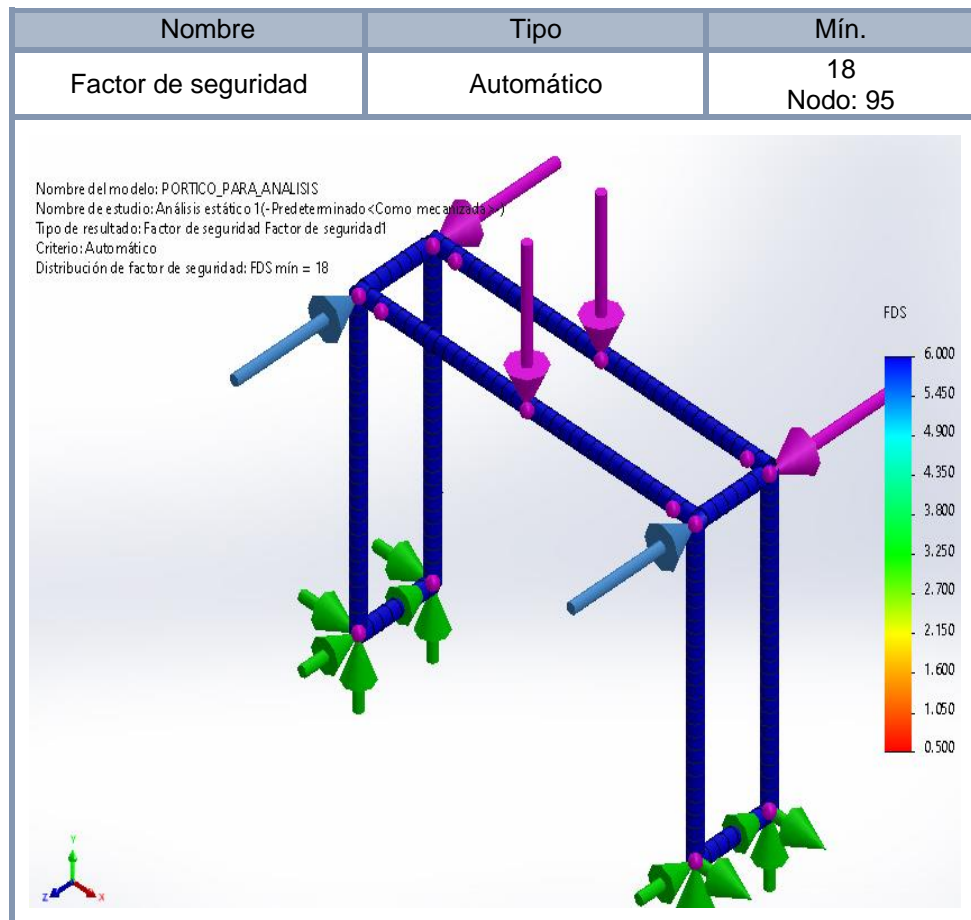 Nombre Tipo Mín.
Factor de seguridad Automático 18
Nodo: 95
Nombre del modelo: PORTICO_PARA_ANALISIS
Nombre de estudio: Análisis estático 1(-Predeterminado<Como mecanizada>-)
Tipo de resultado: Factor de seguridad Factor de seguridad1
Criterio: Automático
Distribución de factor de seguridad: FDS mín = 18
FDS
6.000
5.450
4.900
4.350
3.800
3.250
2.700
2.150
1.600
1.050
0.500
Y
Z X